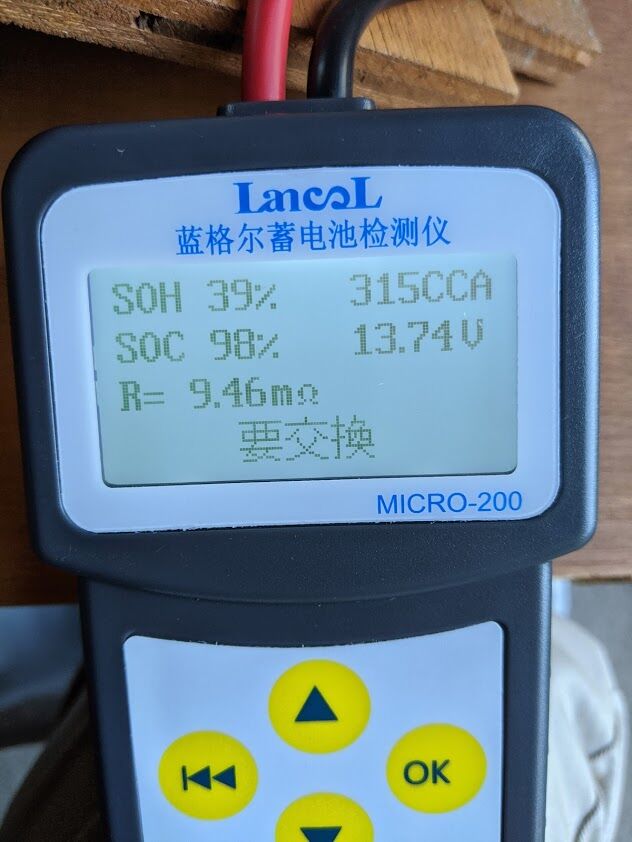 Lancol
蓝格尔蓄电池检测仪
SOH 39% 315CCA
SOC 98% 13.74V
R= 9.46mΩ
要交換
MICRO-200
OK